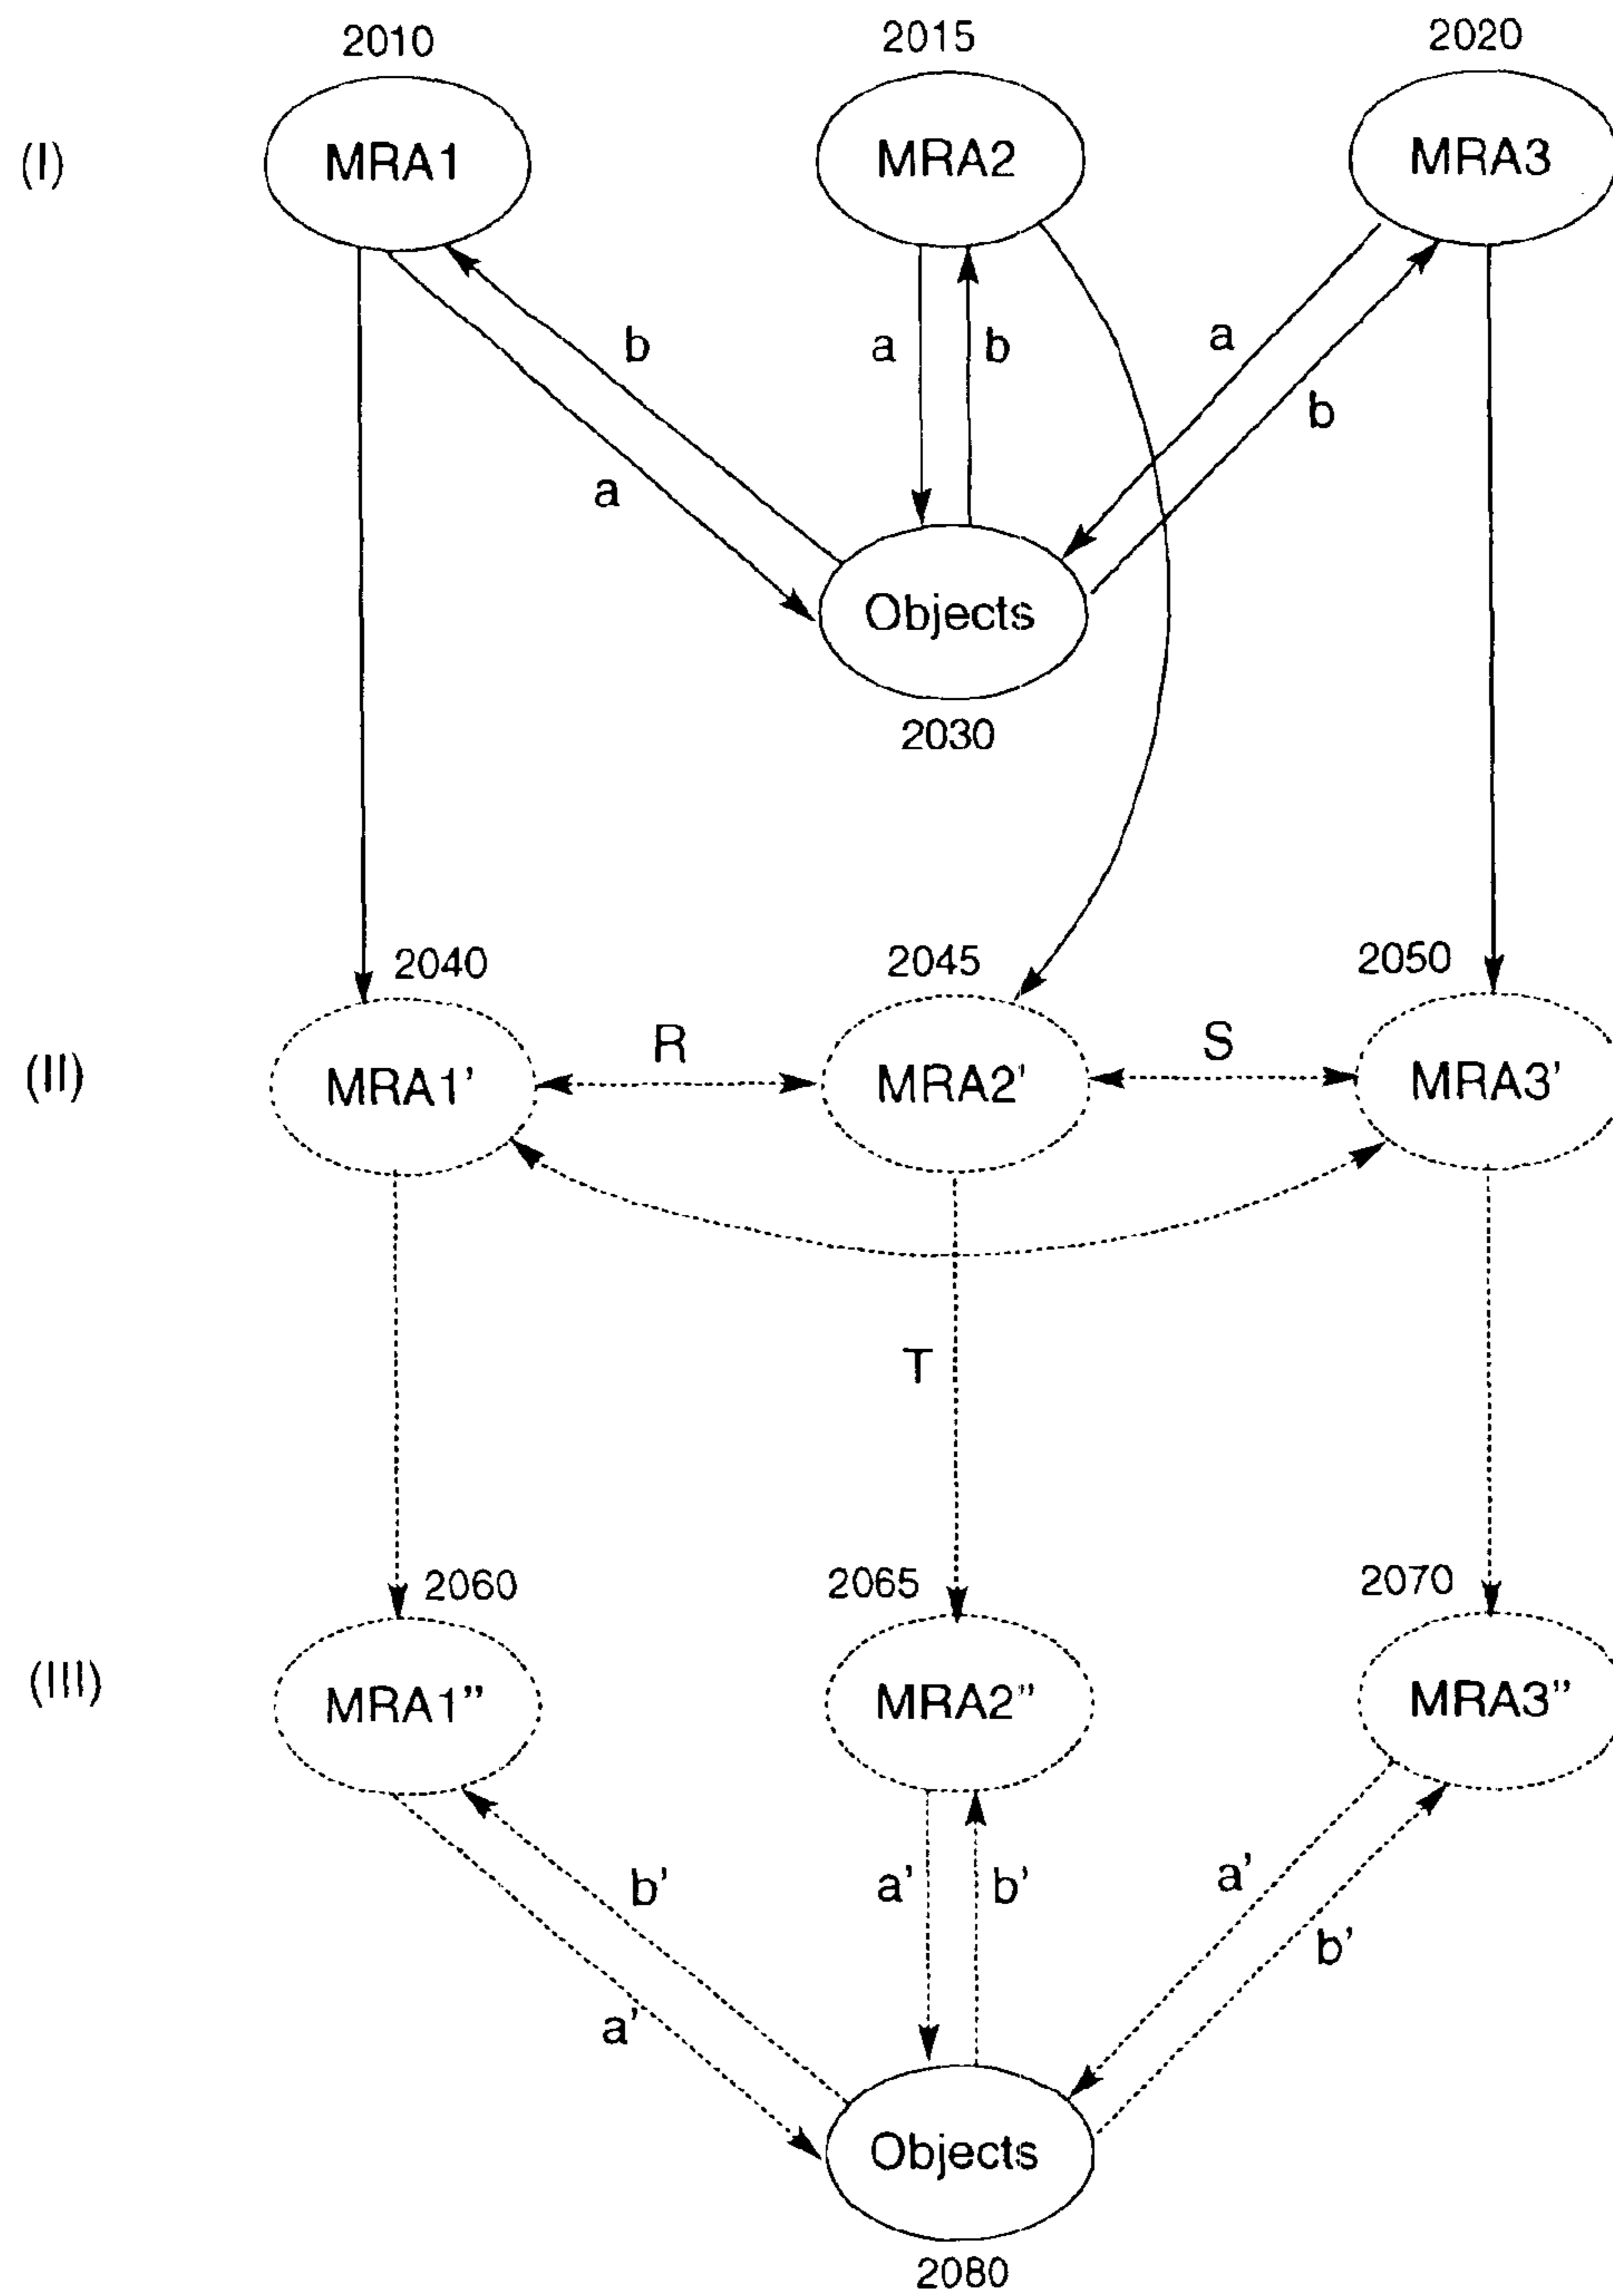 2010 2015 2020
(I) MRA1 MRA2 MRA3
b a b a
b
a
Objects
2030
2040 2045 2050
R S
(II) MRA1’ MRA2' MRA3’
T
2060 2065 2070
(III) MRA1” MRA2” MRA3”
b’ a’ b’ a’
b’
a’
Objects
2080